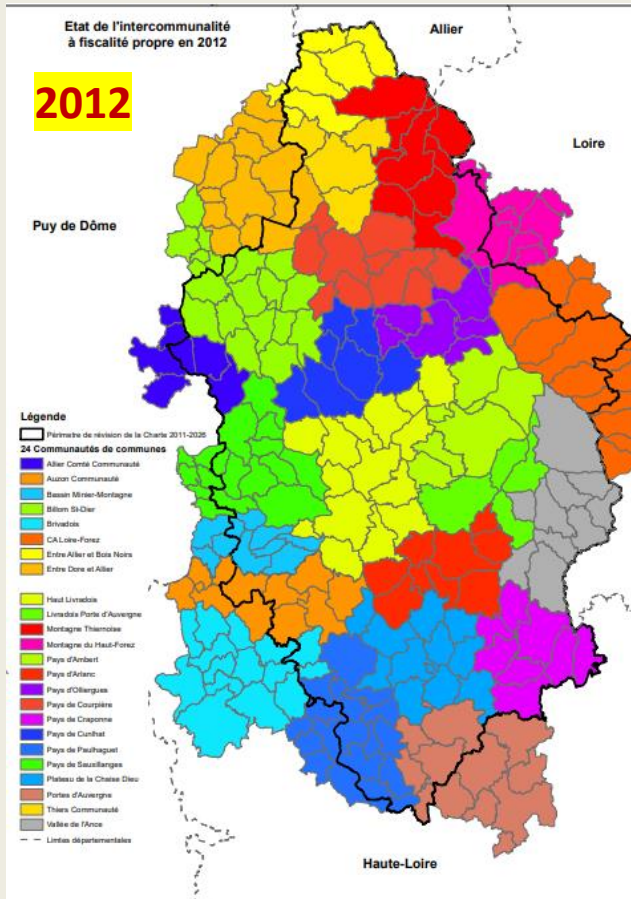 Etat de l'intercommunalité
à fiscalité propre en 2012
2012
Allier
Loire
Puy de Dôme
Légende
Périmètre de révision de la Charte 2011-2026
24 Communautés de communes
Allier Comté Communauté
Auzon Communauté
Bassin Minier-Montagne
Billom St-Dier
Brivadois
CA Loire-Forez
Entre Allier et Bois Noirs
Entre Dore et Allier
Haut Livradois
Livradois Porte d'Auvergne
Montagne Thiernoise
Montagne du Haut-Forez
Pays d'Ambert
Pays d'Arlanc
Pays d'Olliergues
Pays de Courpière
Pays de Craponne
Pays de Cunlhat
Pays de Paulhaguet
Pays de Sauxillanges
Plateau de la Chaise Dieu
Portes d'Auvergne
Thiers Communauté
Vallée de l'Ance
Limites départementales
Haute-Loire